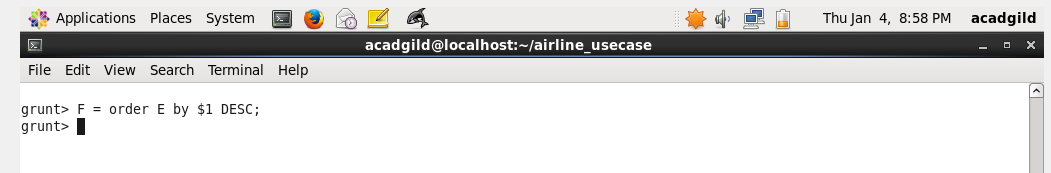 Applications Places System Thu Jan 4, 8:58 PM acadgild
acadgild@localhost:~/airline_usecase
File Edit View Search Terminal Help
grunt> F = order E by $1 DESC;
grunt>